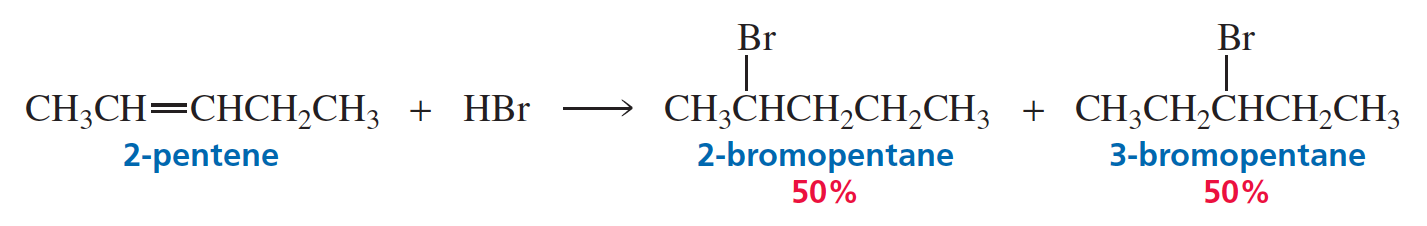 Br Br
CH₃CH=CHCH₂CH₃ + HBr ⟶ CH₃CHCH₂CH₂CH₃ + CH₃CH₂CHCH₂CH₃
2-pentene 2-bromopentane 3-bromopentane
50% 50%